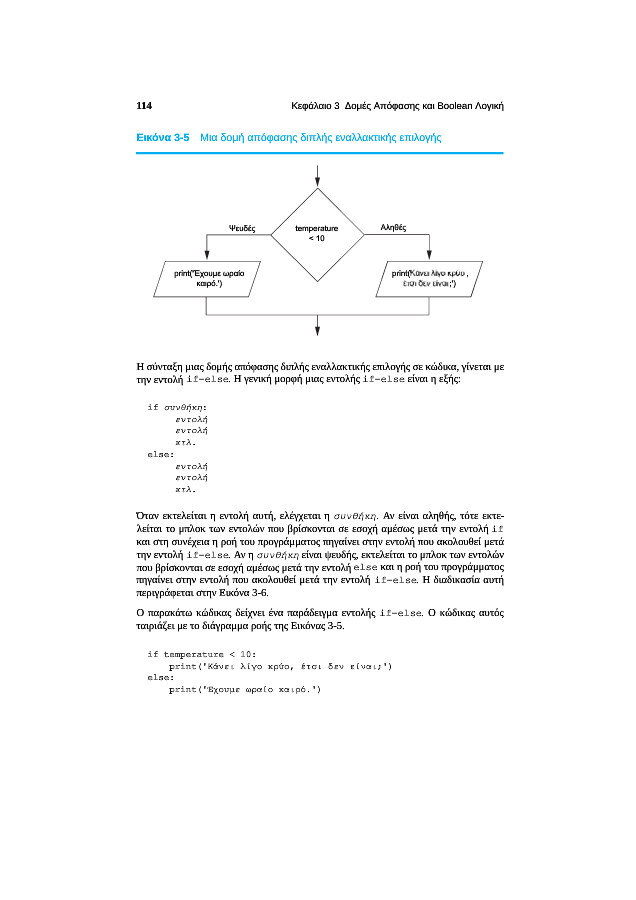 114 Κεφάλαιο 3 Δομές Απόφασης και Boolean Λογική
Εικόνα 3-5 Μια δομή απόφασης διπλής εναλλακτικής επιλογής
Ψευδές
temperature
< 10
Αληθές
print('Έχουμε ωραίο
καιρό.')
print('Κάνει λίγο κρύο ,
έτσι δεν είναι;')
Η σύνταξη μιας δομής απόφασης διπλής εναλλακτικής επιλογής σε κώδικα, γίνεται με
την εντολή if-else. Η γενική μορφή μιας εντολής if-else είναι η εξής:
if συνθήκη:
εντολή
εντολή
κτλ.
else:
εντολή
εντολή
κτλ.
Όταν εκτελείται η εντολή αυτή, ελέγχεται η συνθήκη. Αν είναι αληθής, τότε εκτε-
λείται το μπλοκ των εντολών που βρίσκονται σε εσοχή αμέσως μετά την εντολή if
και στη συνέχεια η ροή του προγράμματος πηγαίνει στην εντολή που ακολουθεί μετά
την εντολή if-else. Αν η συνθήκη είναι ψευδής, εκτελείται το μπλοκ των εντολών
που βρίσκονται σε εσοχή αμέσως μετά την εντολή else και η ροή του προγράμματος
πηγαίνει στην εντολή που ακολουθεί μετά την εντολή if-else. Η διαδικασία αυτή
περιγράφεται στην Εικόνα 3-6.
Ο παρακάτω κώδικας δείχνει ένα παράδειγμα εντολής if-else. Ο κώδικας αυτός
ταιριάζει με το διάγραμμα ροής της Εικόνας 3-5.
if temperature < 10:
print('Κάνει λίγο κρύο, έτσι δεν είναι;')
else:
print('Έχουμε ωραίο καιρό.')